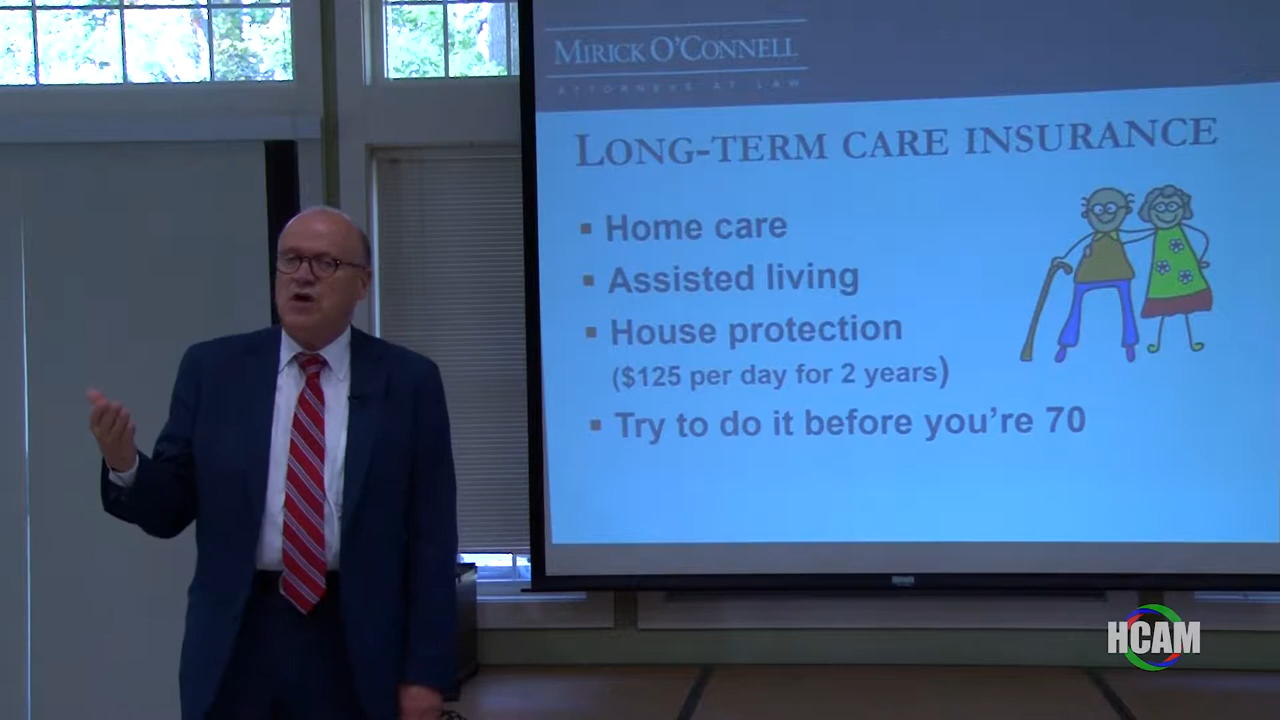 MIRICK O'CONNELL
ATTORNEYS AT LAW
LONG-TERM CARE INSURANCE
Home care
Assisted living
House protection
($125 per day for 2 years)
Try to do it before you're 70
HCAM